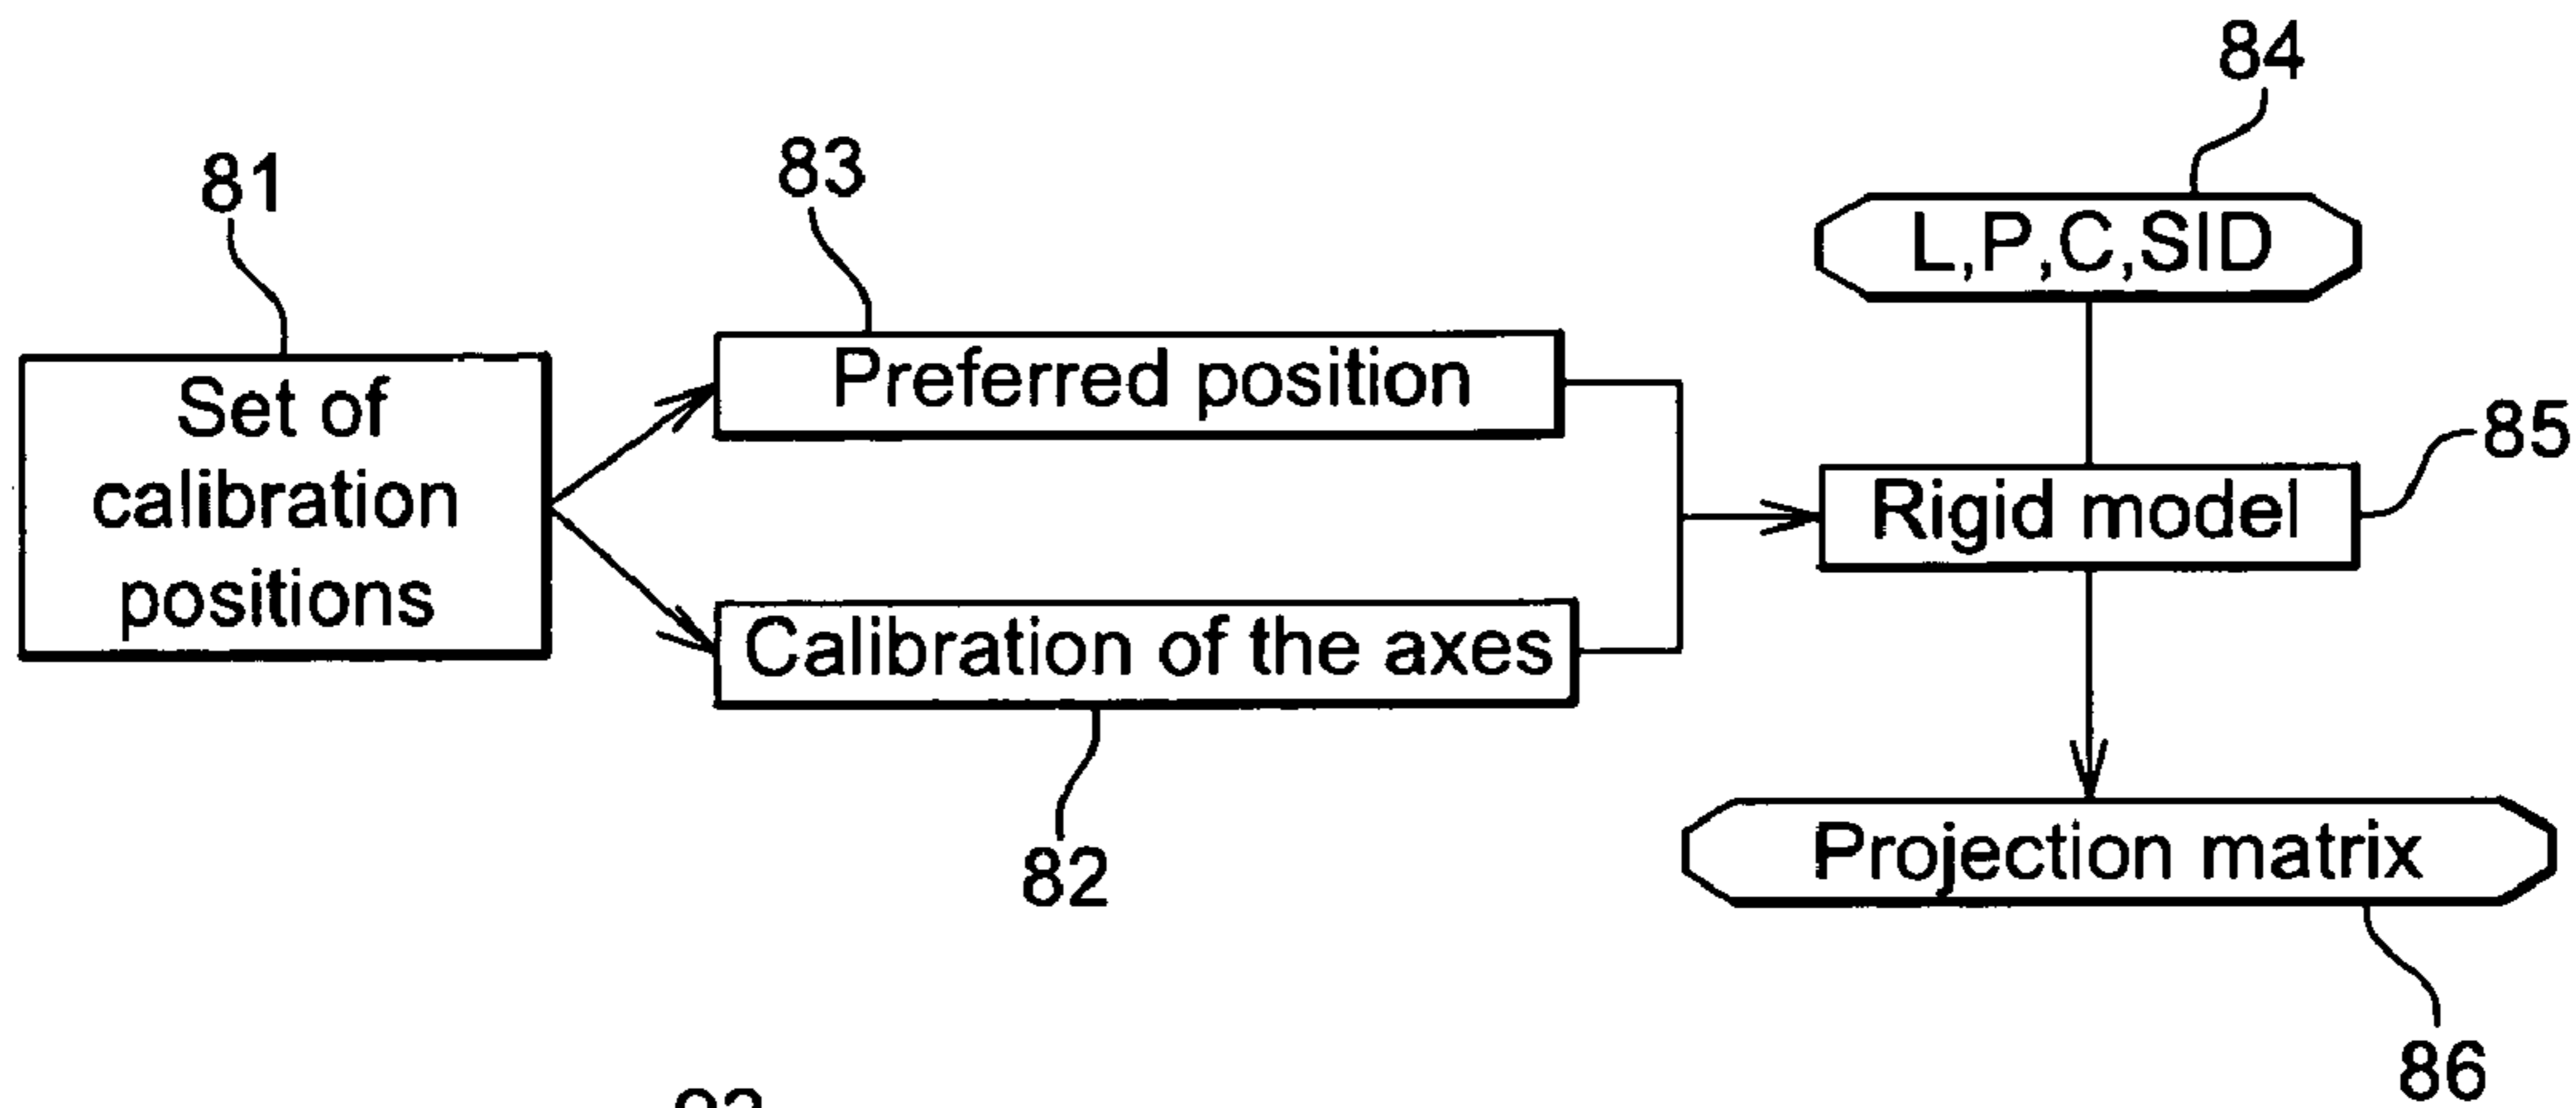 84
L,P,C,SID
83
81
Preferred position
85
Set of
calibration
positions
Rigid model
Calibration of the axes
82
Projection matrix
86